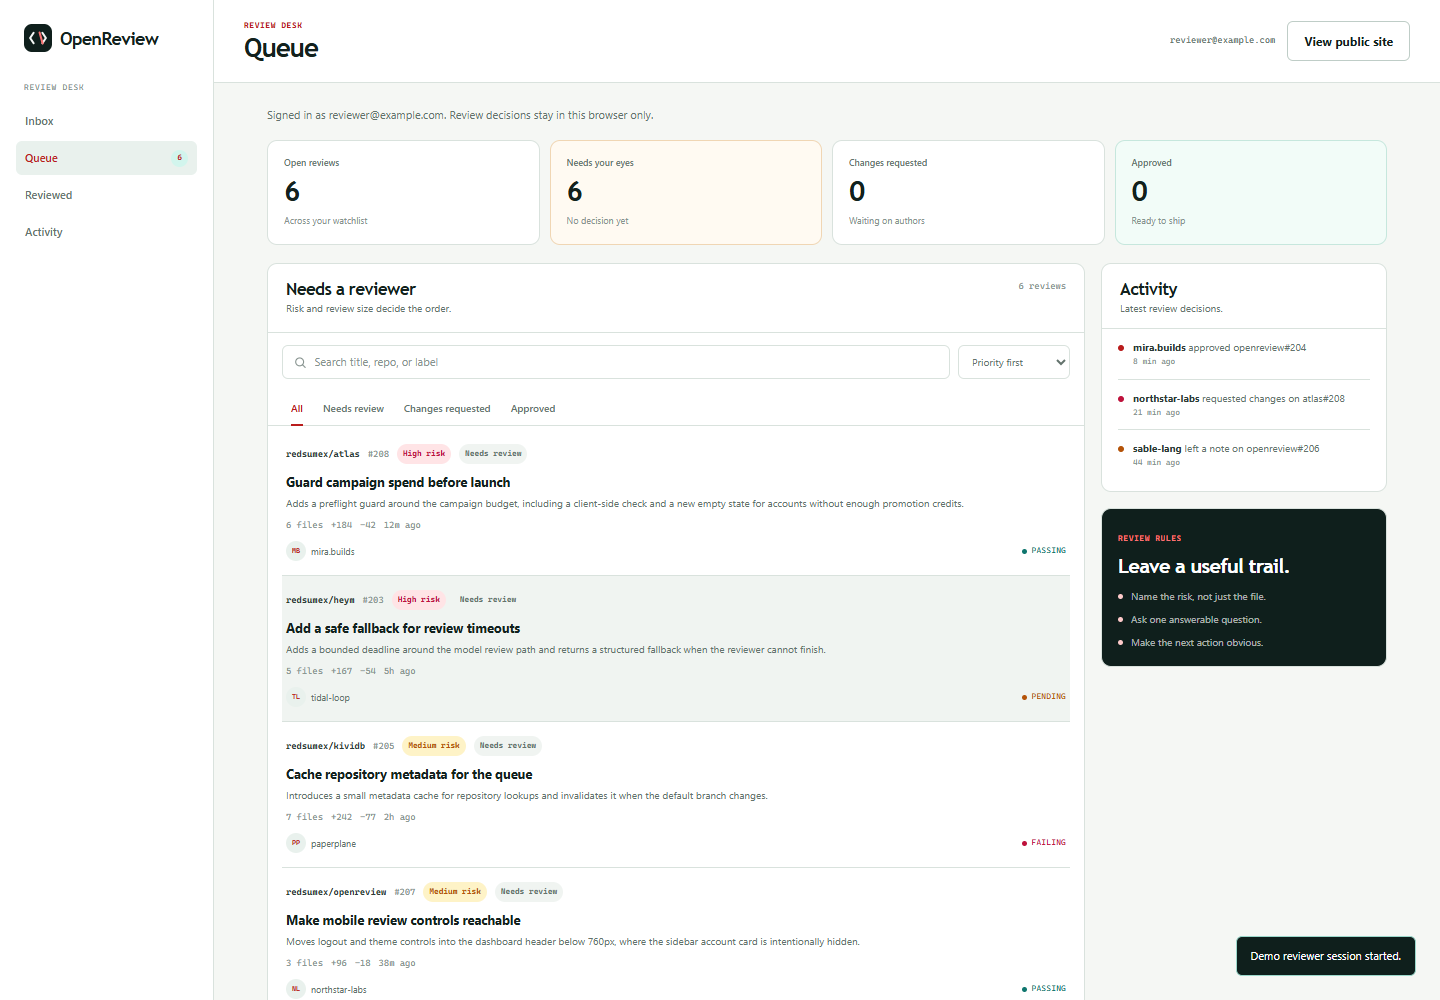 OpenReview
REVIEW DESK
Inbox
Queue 6
Reviewed
Activity
REVIEW DESK
Queue
reviewer@example.com
View public site
Signed in as reviewer@example.com. Review decisions stay in this browser only.
Open reviews
6
Across your watchlist
Needs your eyes
6
No decision yet
Changes requested
0
Waiting on authors
Approved
0
Ready to ship
Needs a reviewer
6 reviews
Risk and review size decide the order.
Search title, repo, or label
Priority first
All Needs review Changes requested Approved
redsumex/atlas #208 High risk Needs review
Guard campaign spend before launch
Adds a preflight guard around the campaign budget, including a client-side check and a new empty state for accounts without enough promotion credits.
6 files +184 −42 12m ago
MB mira.builds
PASSING
redsumex/heym #203 High risk Needs review
Add a safe fallback for review timeouts
Adds a bounded deadline around the model review path and returns a structured fallback when the reviewer cannot finish.
5 files +167 −54 5h ago
TL tidal-loop
PENDING
redsumex/kividb #205 Medium risk Needs review
Cache repository metadata for the queue
Introduces a small metadata cache for repository lookups and invalidates it when the default branch changes.
7 files +242 −77 2h ago
PP paperplane
FAILING
redsumex/openreview #207 Medium risk Needs review
Make mobile review controls reachable
Moves logout and theme controls into the dashboard header below 760px, where the sidebar account card is intentionally hidden.
3 files +96 −18 38m ago
NL northstar-labs
PASSING
Activity
Latest review decisions.
mira.builds approved openreview#204
8 min ago
northstar-labs requested changes on atlas#208
21 min ago
sable-lang left a note on openreview#206
44 min ago
REVIEW RULES
Leave a useful trail.
Name the risk, not just the file.
Ask one answerable question.
Make the next action obvious.
Demo reviewer session started.